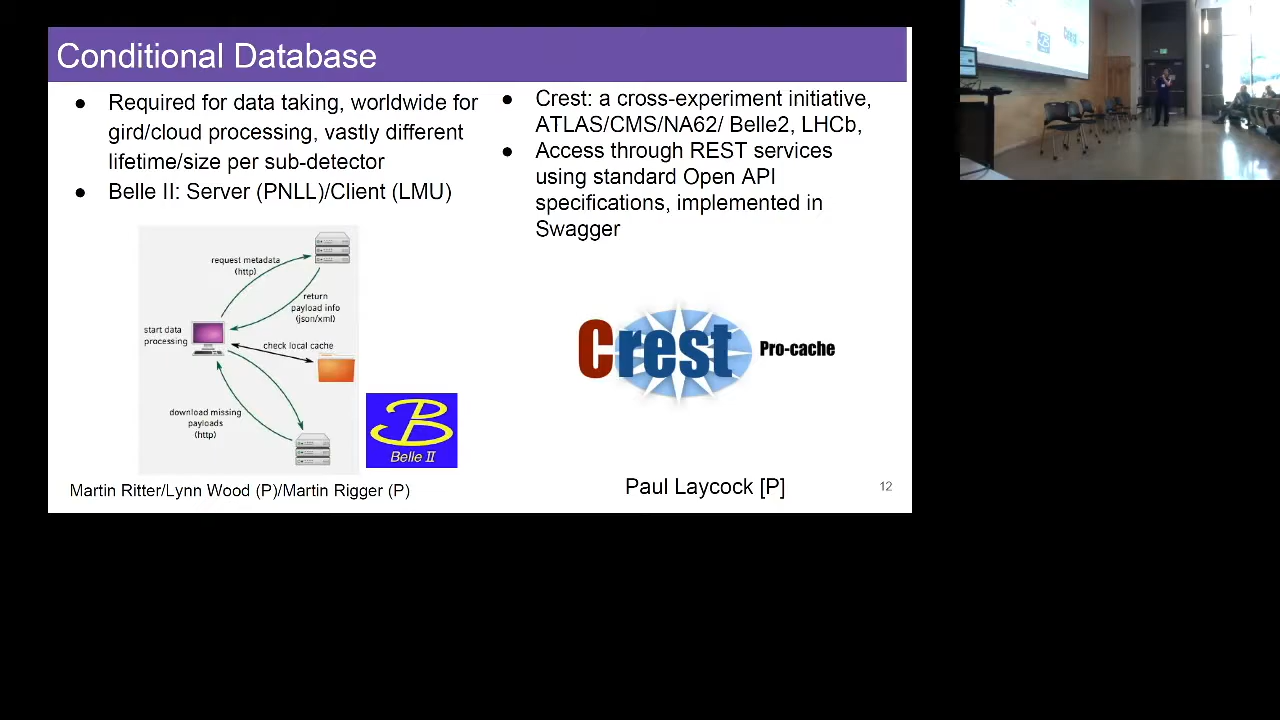 Conditional Database
● Required for data taking, worldwide for
gird/cloud processing, vastly different
lifetime/size per sub-detector
● Belle II: Server (PNLL)/Client (LMU)
request metadata
(http)
return
payload info
(json/xml)
start data
processing
check local cache
download missing
payloads
(http)
B
Belle II
Martin Ritter/Lynn Wood (P)/Martin Rigger (P)
● Crest: a cross-experiment initiative,
ATLAS/CMS/NA62/ Belle2, LHCb,
● Access through REST services
using standard Open API
specifications, implemented in
Swagger
Crest
Pro-cache
Paul Laycock [P]
12